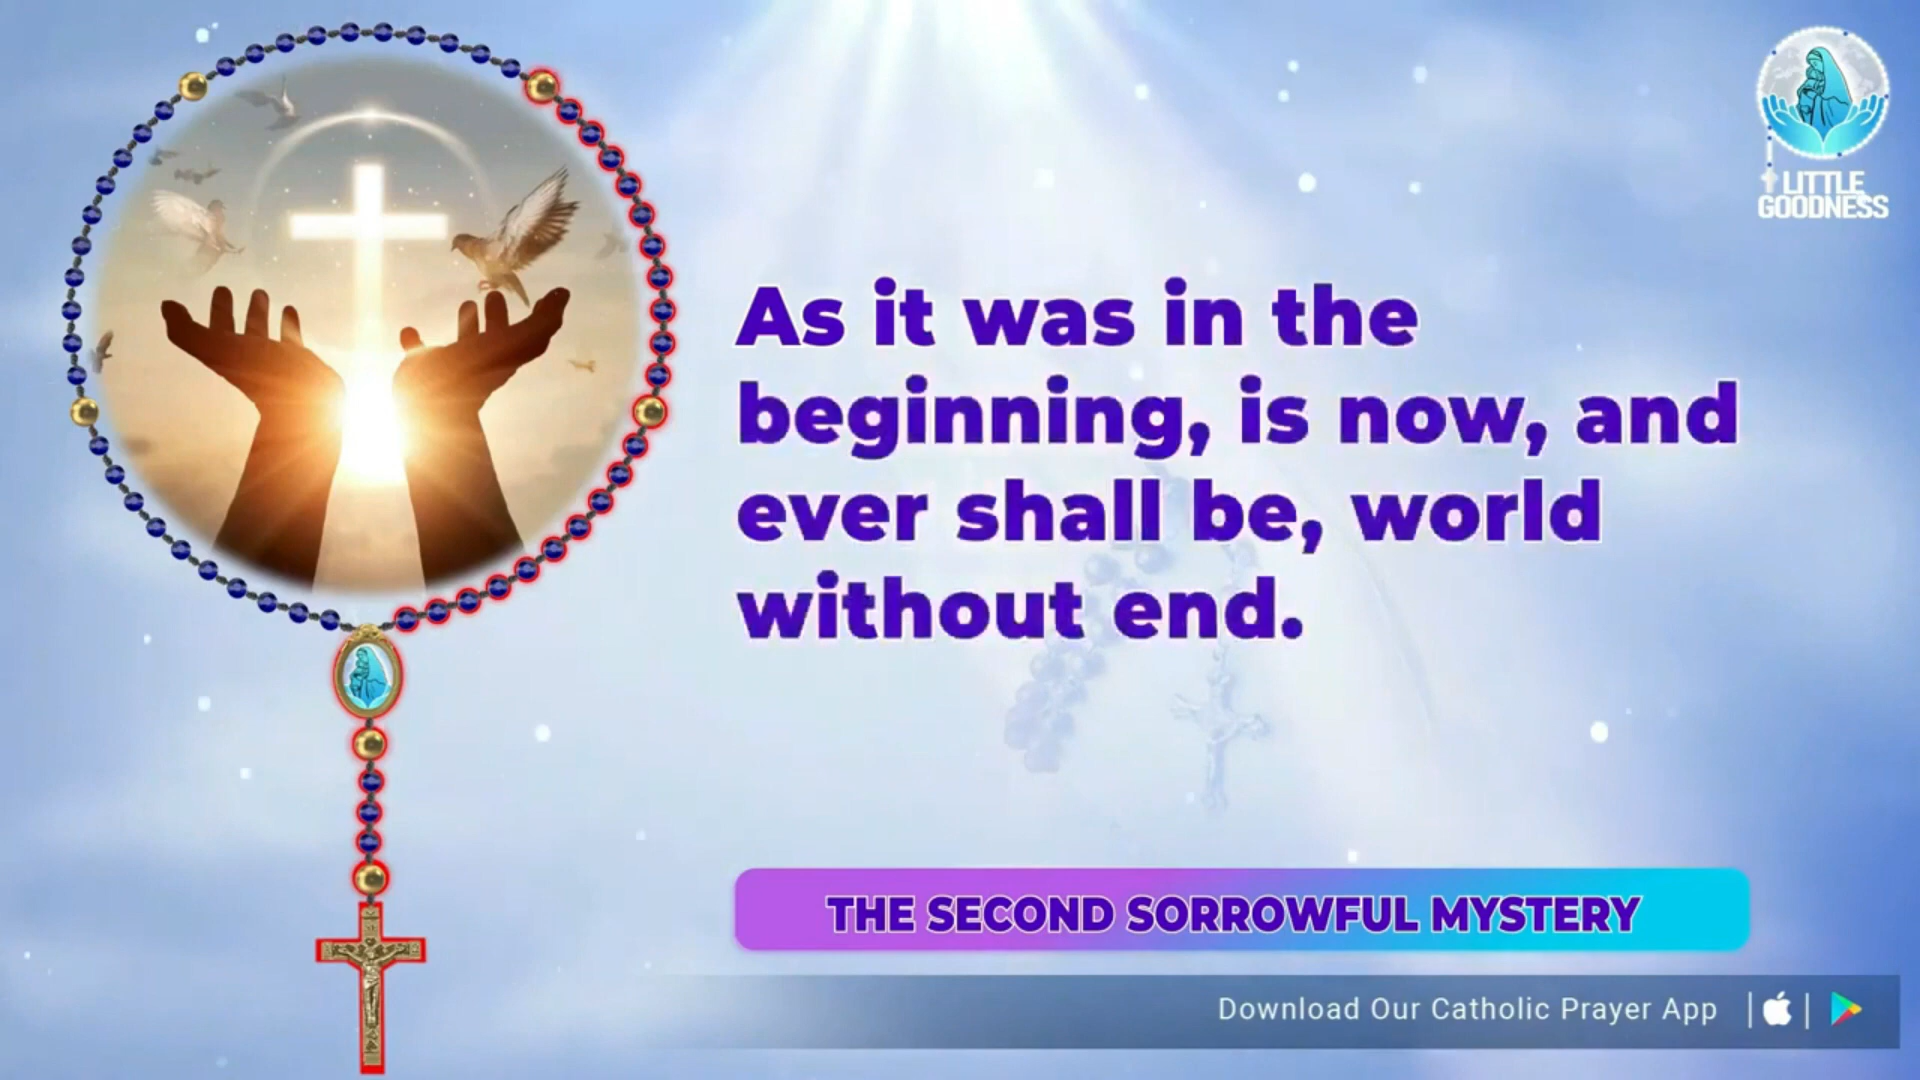 LITTLE
GOODNESS
As it was in the
beginning, is now, and
ever shall be, world
without end.
THE SECOND SORROWFUL MYSTERY
Download Our Catholic Prayer App